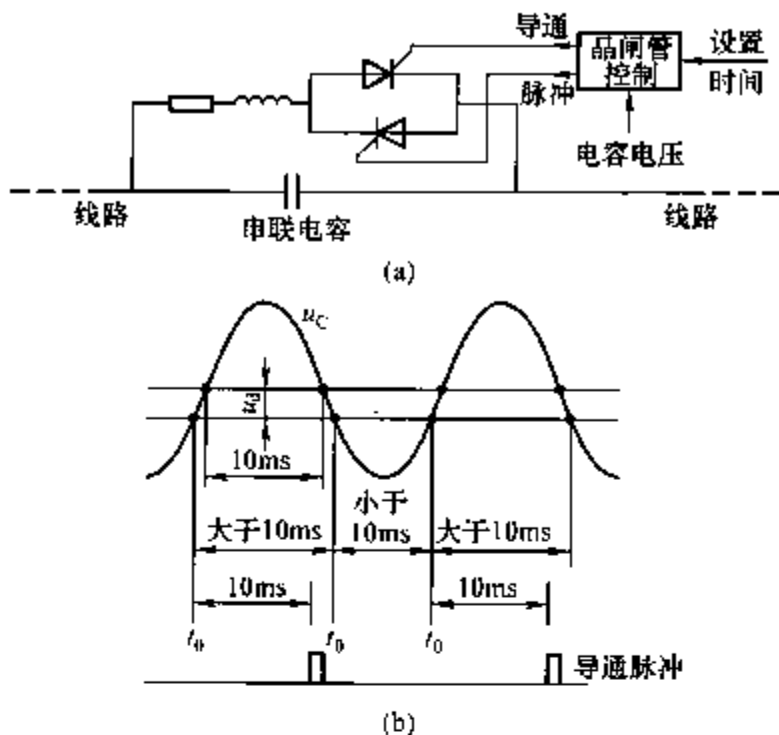 导通
晶闸管
控制
设置
时间
脉冲
电容电压
线路
串联电容
线路
(a)
u_C
u_d
10ms
小于
10ms
大于10ms
大于10ms
10ms
10ms
t_0
t_0
t_0
导通脉冲
(b)